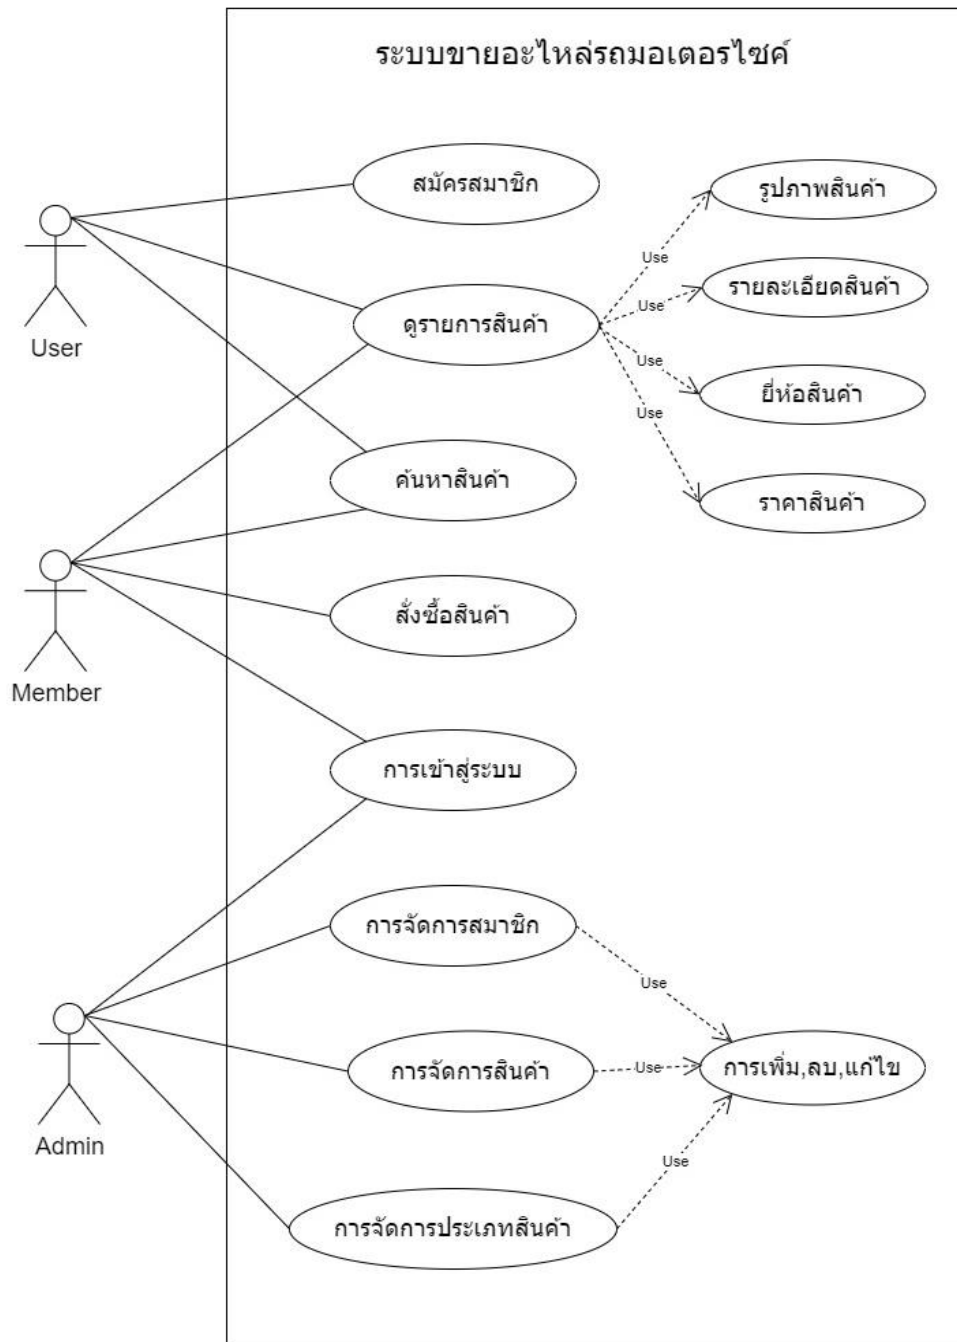 ระบบขายอะไหล่รถมอเตอรไซค์
สมัครสมาชิก
รูปภาพสินค้า
Use
รายละเอียดสินค้า
Use
ดูรายการสินค้า
User
Use
ยี่ห้อสินค้า
Use
ค้นหาสินค้า
ราคาสินค้า
สั่งซื้อสินค้า
Member
การเข้าสู่ระบบ
การจัดการสมาชิก
Use
การจัดการสินค้า
Use
การเพิ่ม,ลบ,แก้ไข
Admin
Use
การจัดการประเภทสินค้า